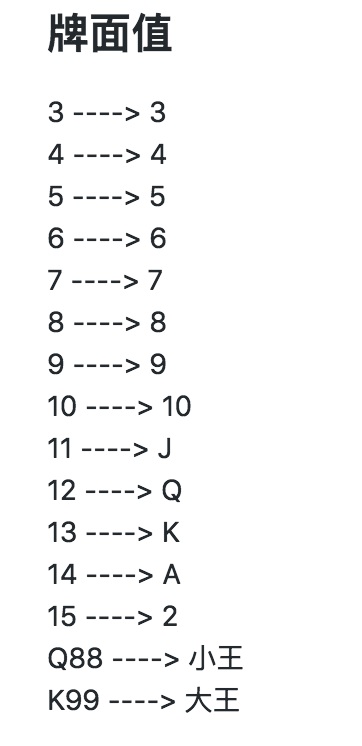 牌面值
3 ----> 3
4 ----> 4
5 ----> 5
6 ----> 6
7 ----> 7
8 ----> 8
9 ----> 9
10 ----> 10
11 ----> J
12 ----> Q
13 ----> K
14 ----> A
15 ----> 2
Q88 ----> 小王
K99 ----> 大王